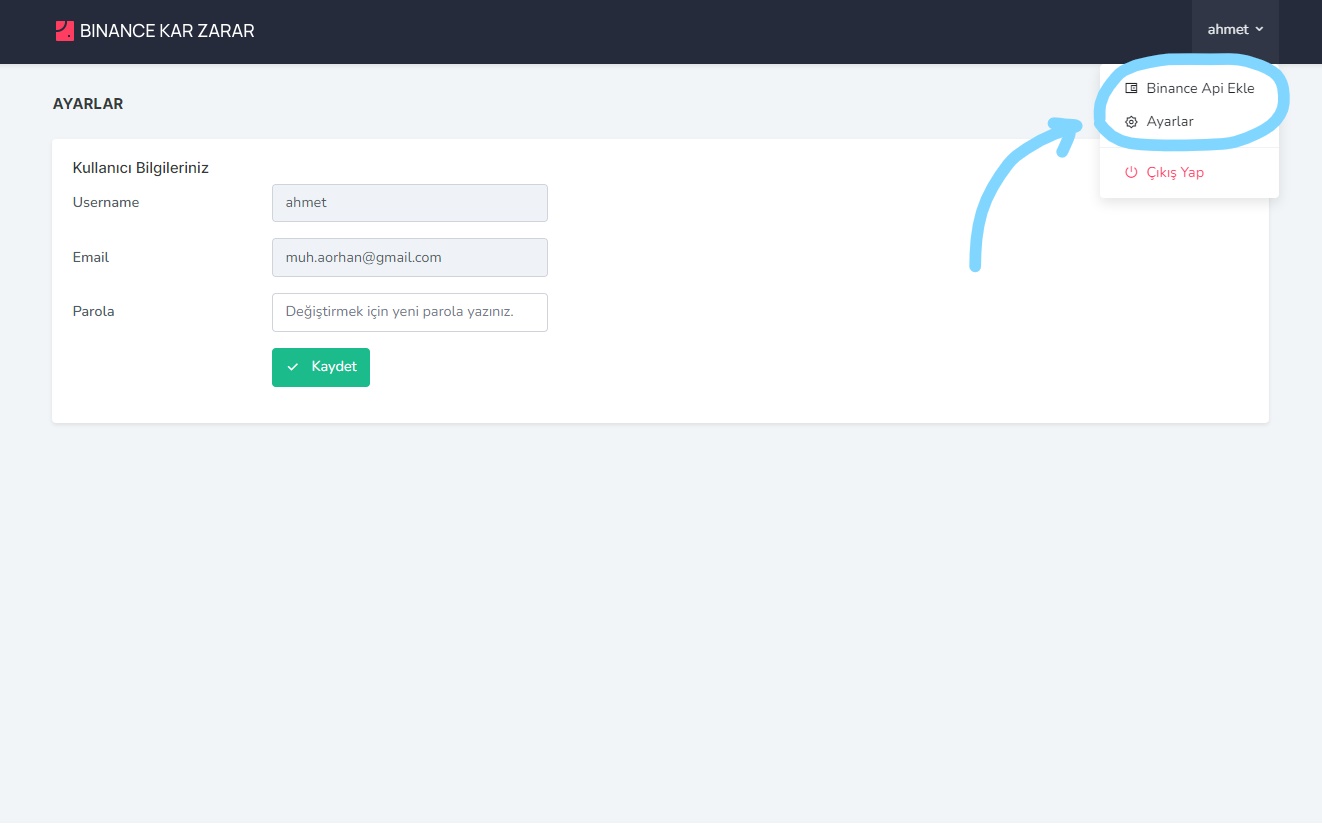 BINANCE KAR ZARAR
ahmet
Binance Api Ekle
Ayarlar
Çıkış Yap
AYARLAR
Kullanıcı Bilgileriniz
Username
ahmet
Email
muh.aorhan@gmail.com
Parola
Değiştirmek için yeni parola yazınız.
Kaydet